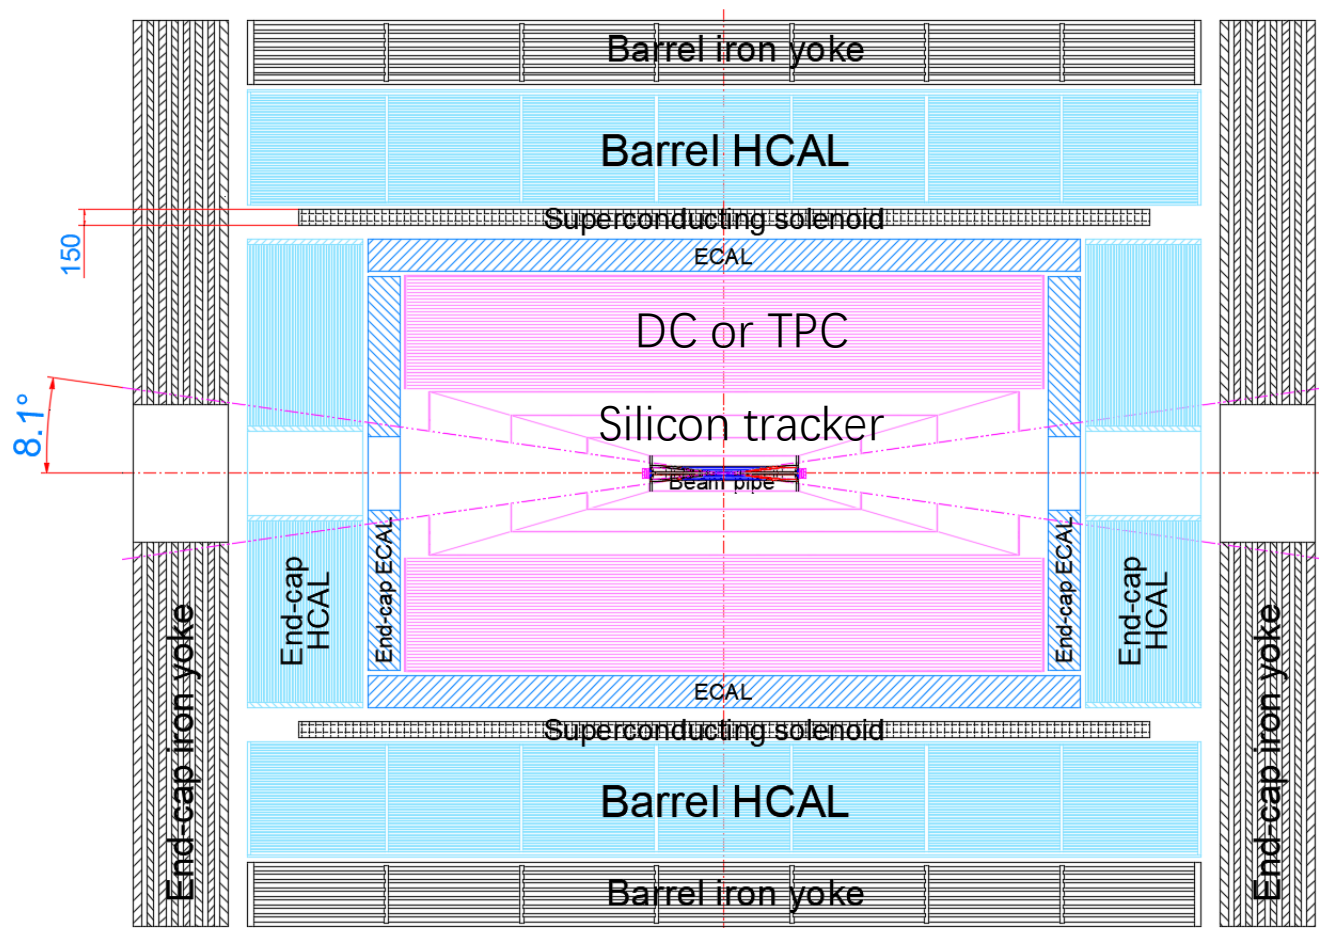 Barrel iron yoke
Barrel HCAL
Superconducting solenoid
150
ECAL
DC or TPC
8.1°
Silicon tracker
Beam pipe
End-cap iron yoke
End-cap
HCAL
End-cap ECAL
End-cap ECAL
End-cap
HCAL
End-cap iron yoke
ECAL
Superconducting solenoid
Barrel HCAL
Barrel iron yoke